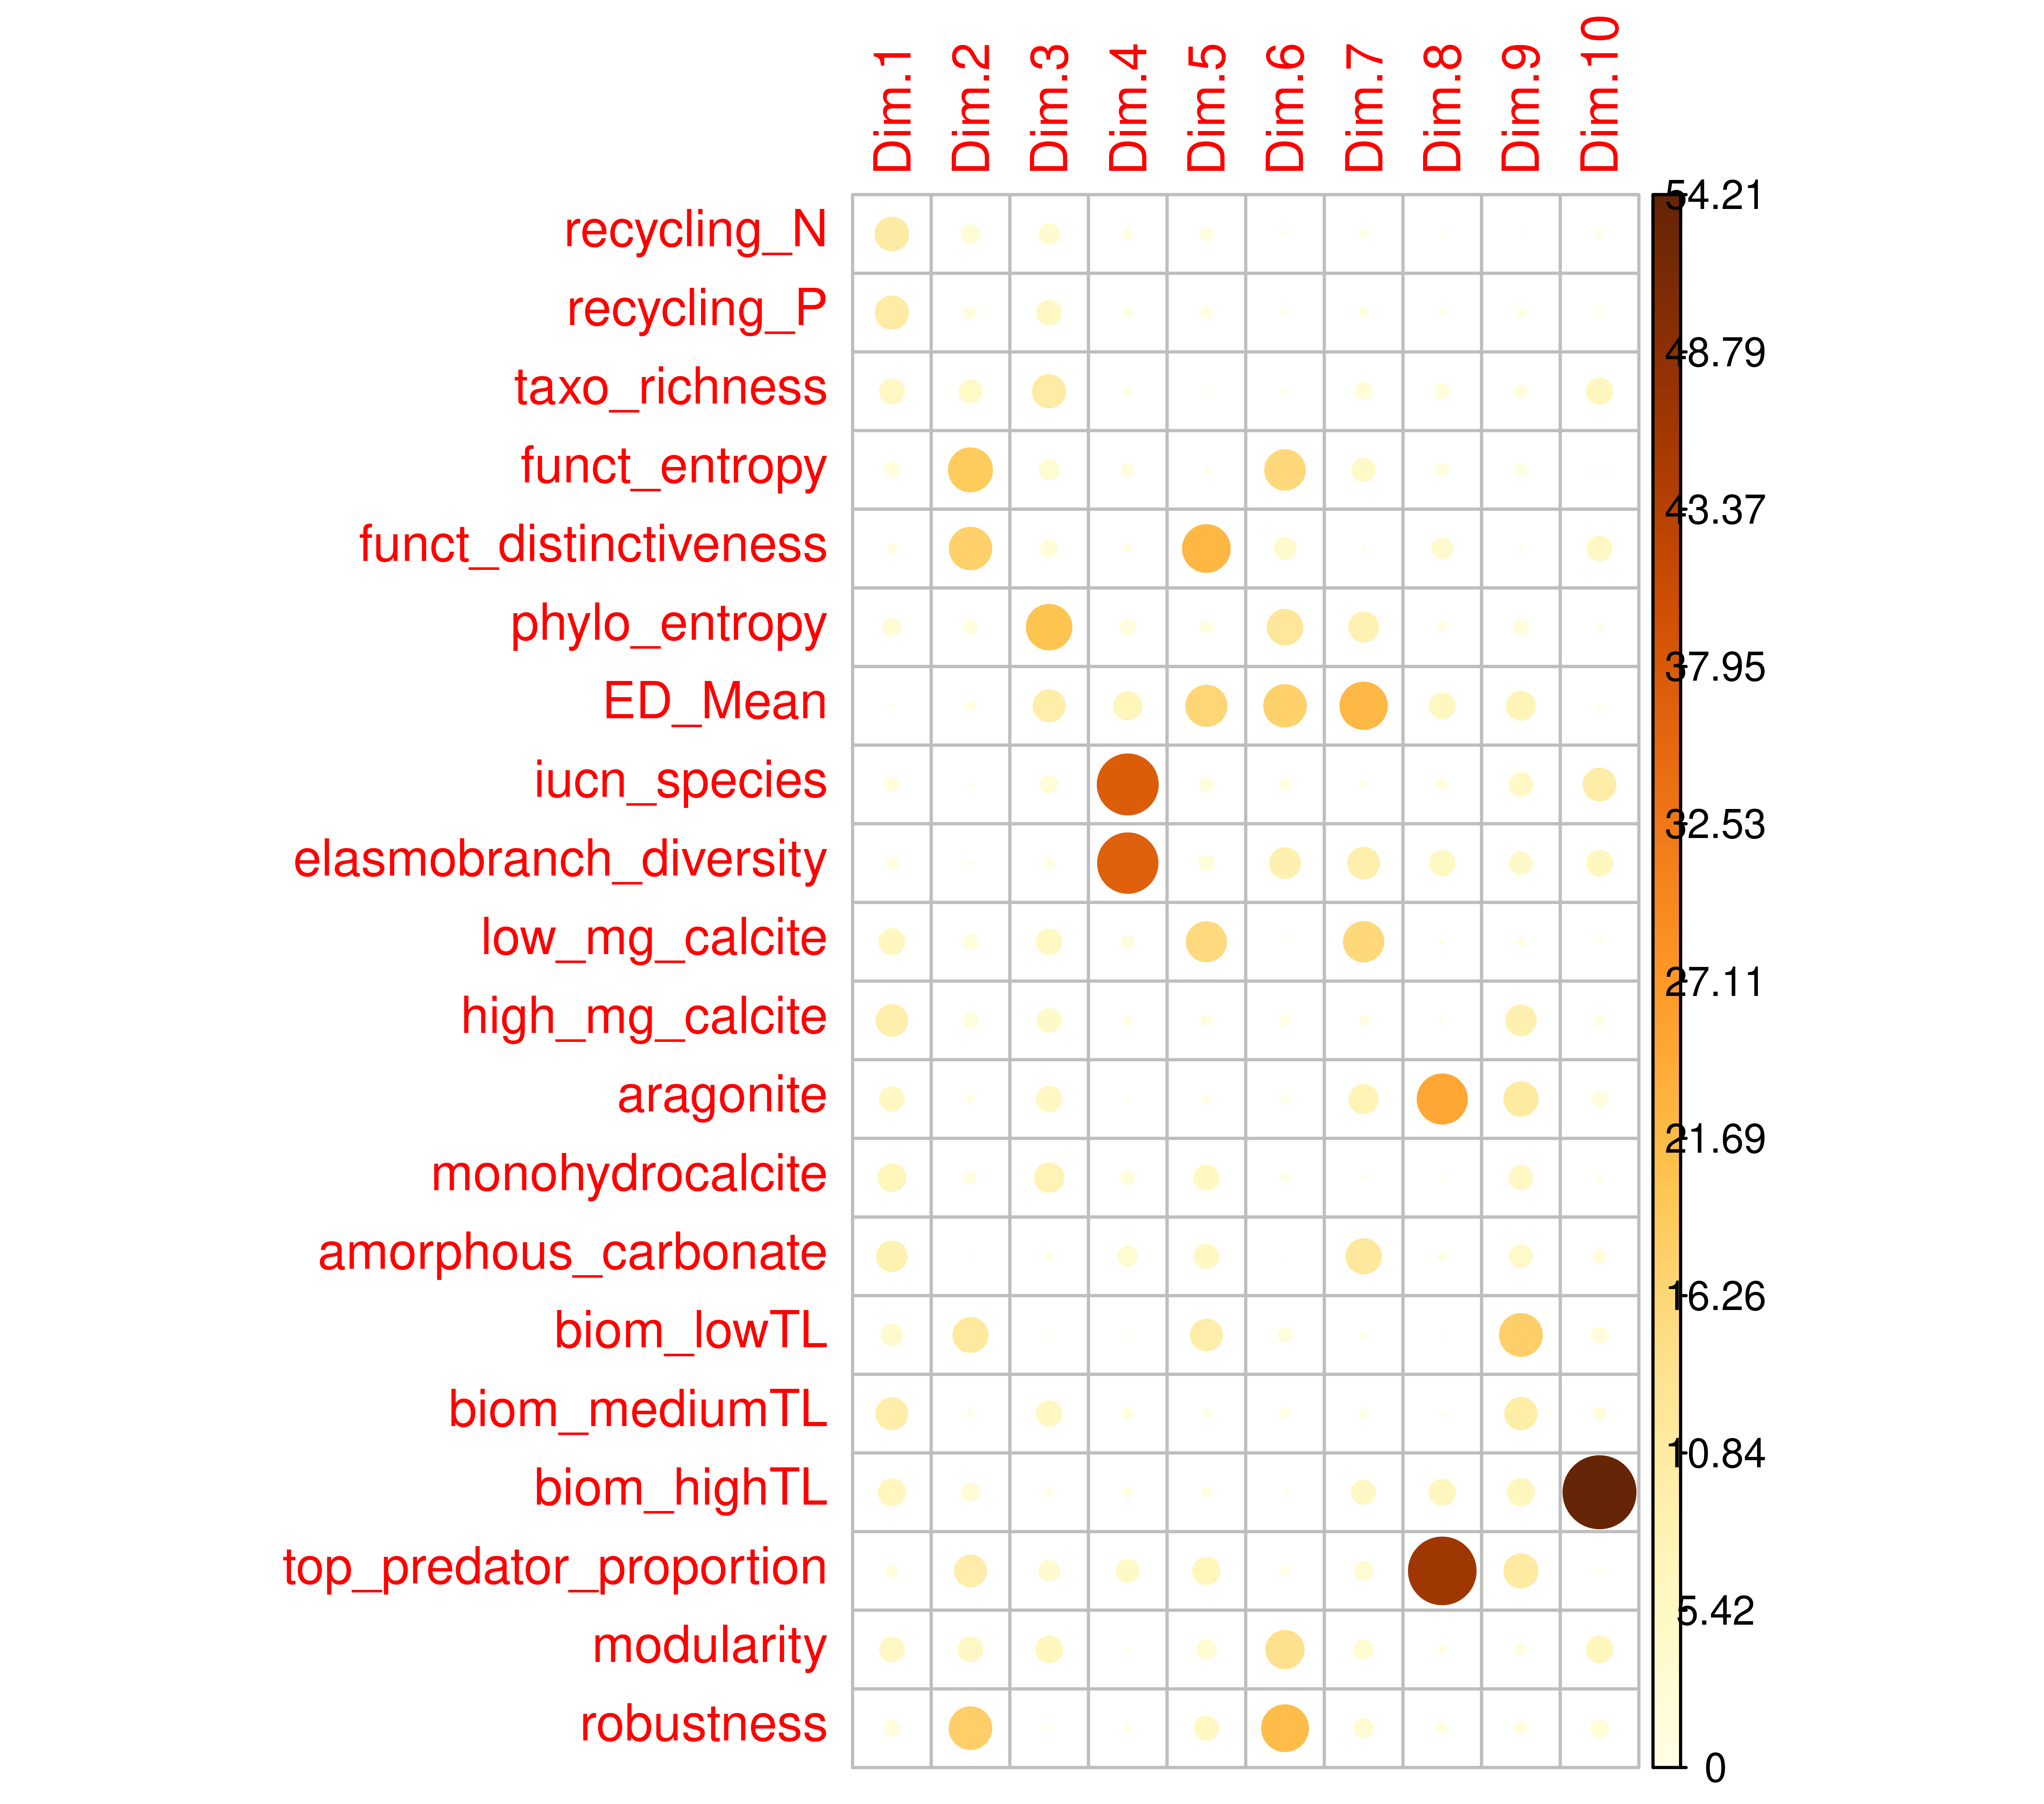 Dim.1
Dim.2
Dim.3
Dim.4
Dim.5
Dim.6
Dim.7
Dim.8
Dim.9
Dim.10
recycling_N
recycling_P
taxo_richness
funct_entropy
funct_distinctiveness
phylo_entropy
ED_Mean
iucn_species
elasmobranch_diversity
low_mg_calcite
high_mg_calcite
aragonite
monohydrocalcite
amorphous_carbonate
biom_lowTL
biom_mediumTL
biom_highTL
top_predator_proportion
modularity
robustness
54.21
48.79
43.37
37.95
32.53
27.11
21.69
16.26
10.84
5.42
0